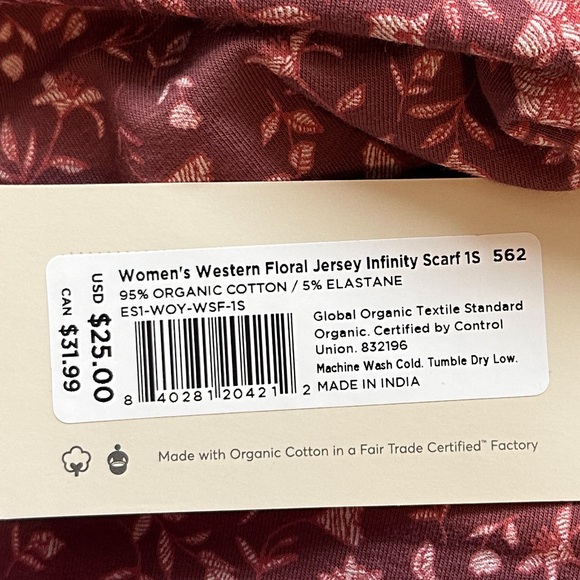 Women's Western Floral Jersey Infinity Scarf 1S 562
95% ORGANIC COTTON / 5% ELASTANE
ES1-WOY-WSF-1S
USD $25.00
CAN $31.99
8 40281 20421 2
Global Organic Textile Standard
Organic. Certified by Control
Union. 832196
Machine Wash Cold. Tumble Dry Low.
MADE IN INDIA
Made with Organic Cotton in a Fair Trade Certified™ Factory